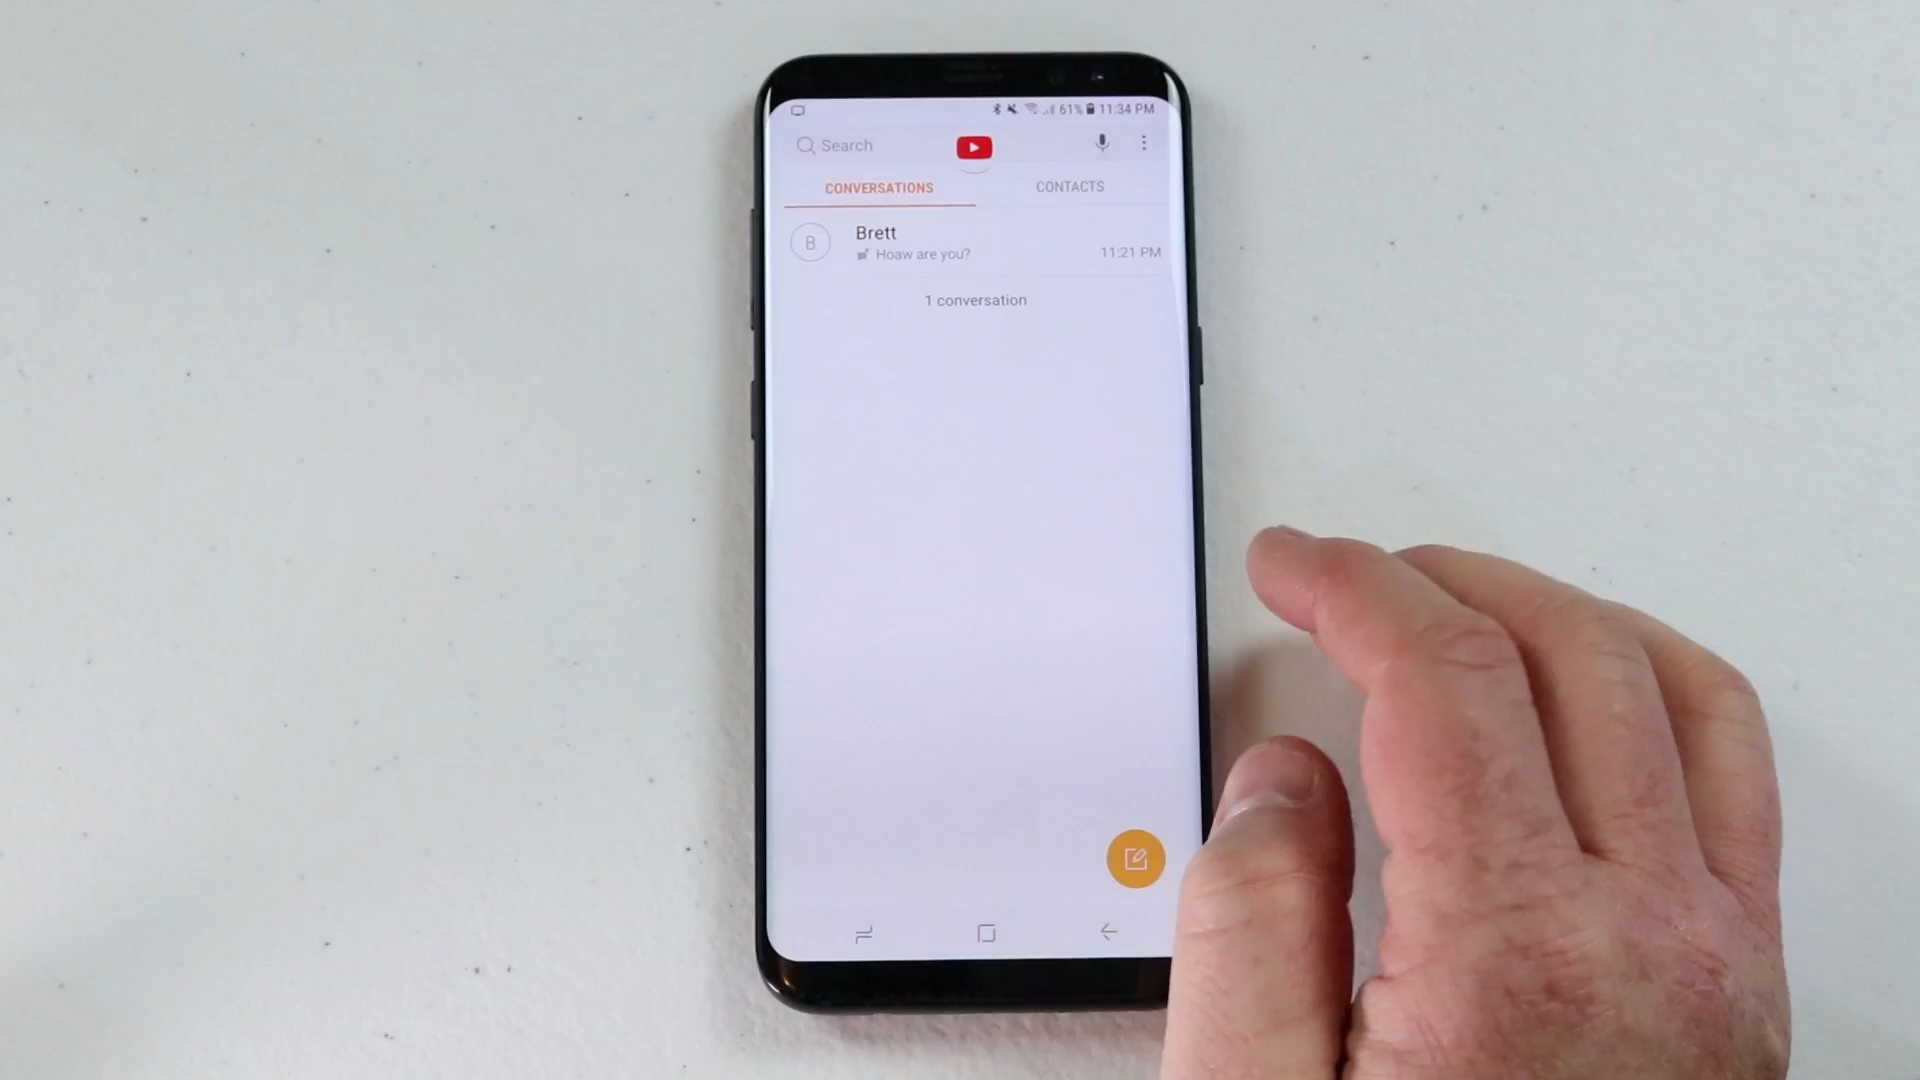 61% 11:34 PM
Search
CONVERSATIONS CONTACTS
B Brett
Hoaw are you? 11:21 PM
1 conversation